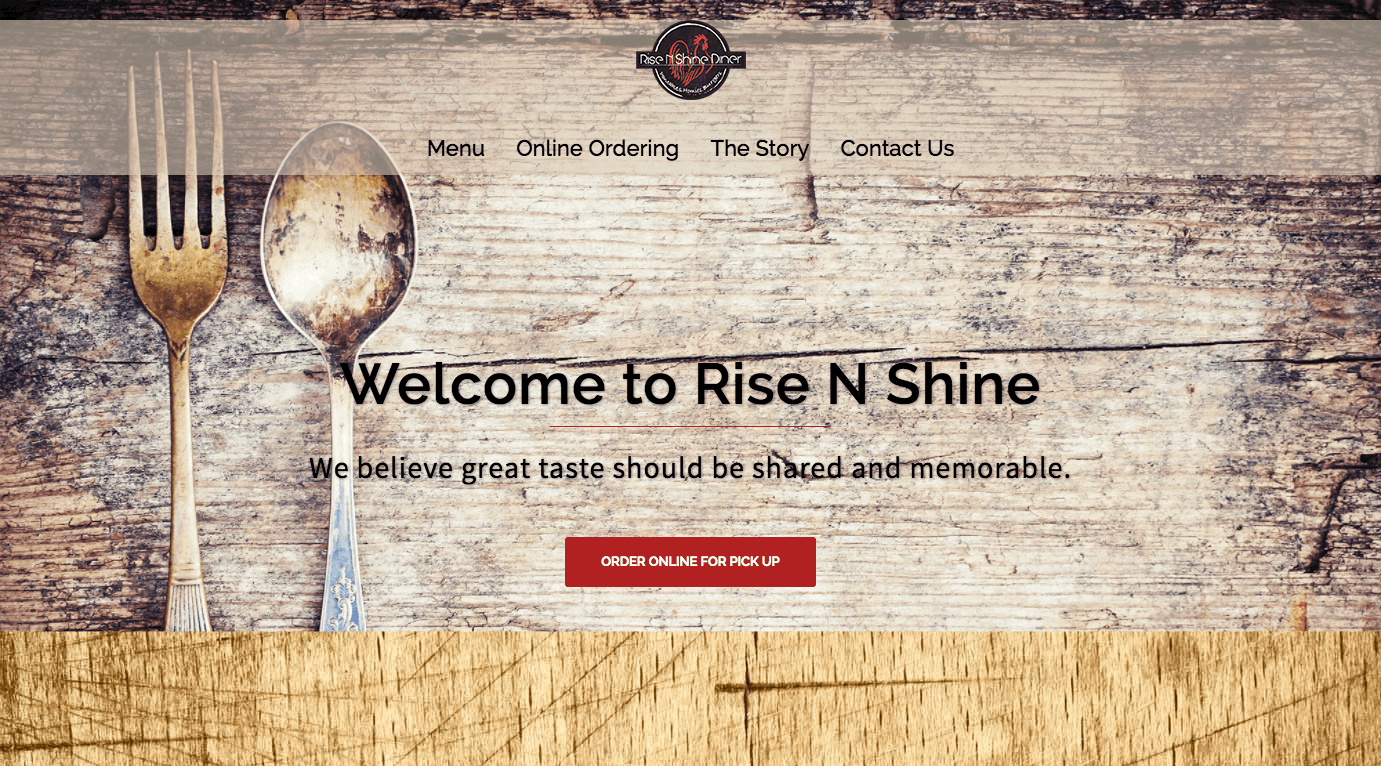 Rise N Shine Diner
Menu Online Ordering The Story Contact Us
Welcome to Rise N Shine
We believe great taste should be shared and memorable.
ORDER ONLINE FOR PICK UP